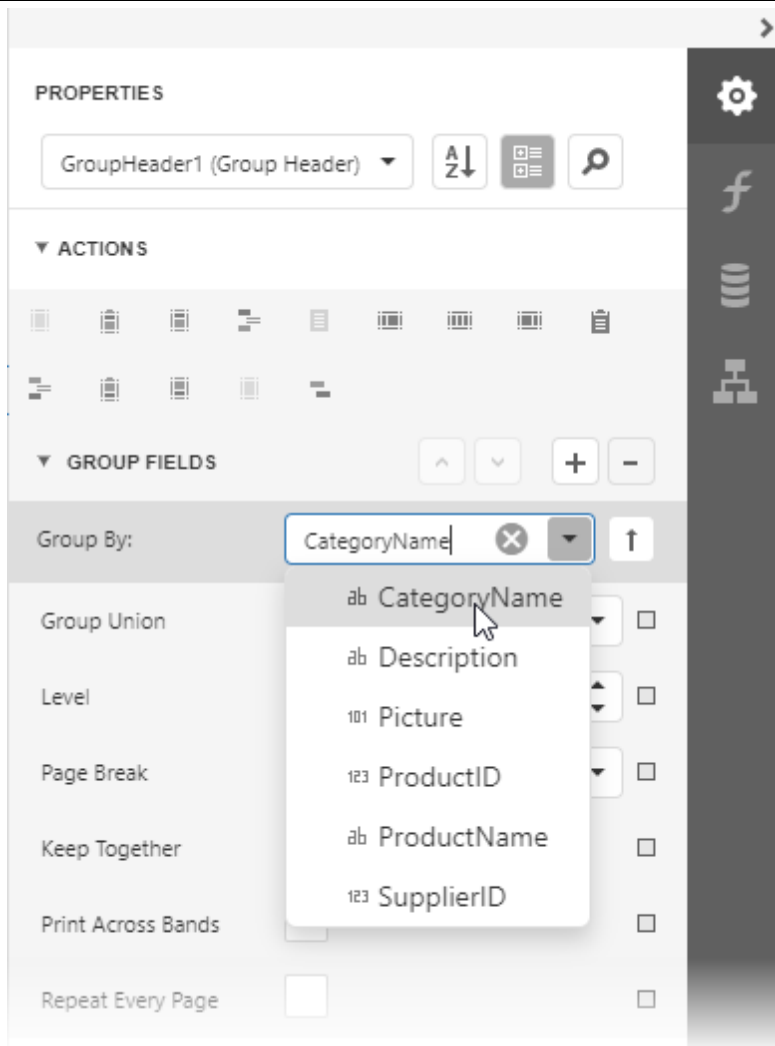 PROPERTIES
GroupHeader1 (Group Header)
ACTIONS
GROUP FIELDS
Group By: CategoryName
ab CategoryName
Group Union
ab Description
Level
101 Picture
Page Break
123 ProductID
Keep Together
ab ProductName
123 SupplierID
Print Across Bands
Repeat Every Page